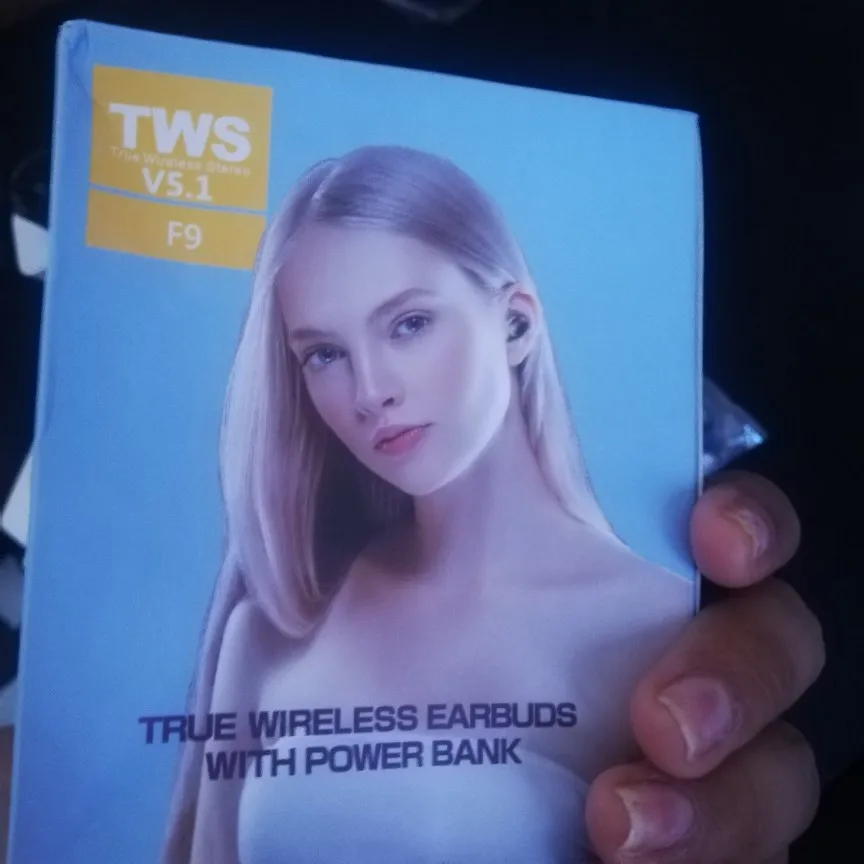 TWS
True Wireless Stereo
V5.1
F9
TRUE WIRELESS EARBUDS
WITH POWER BANK